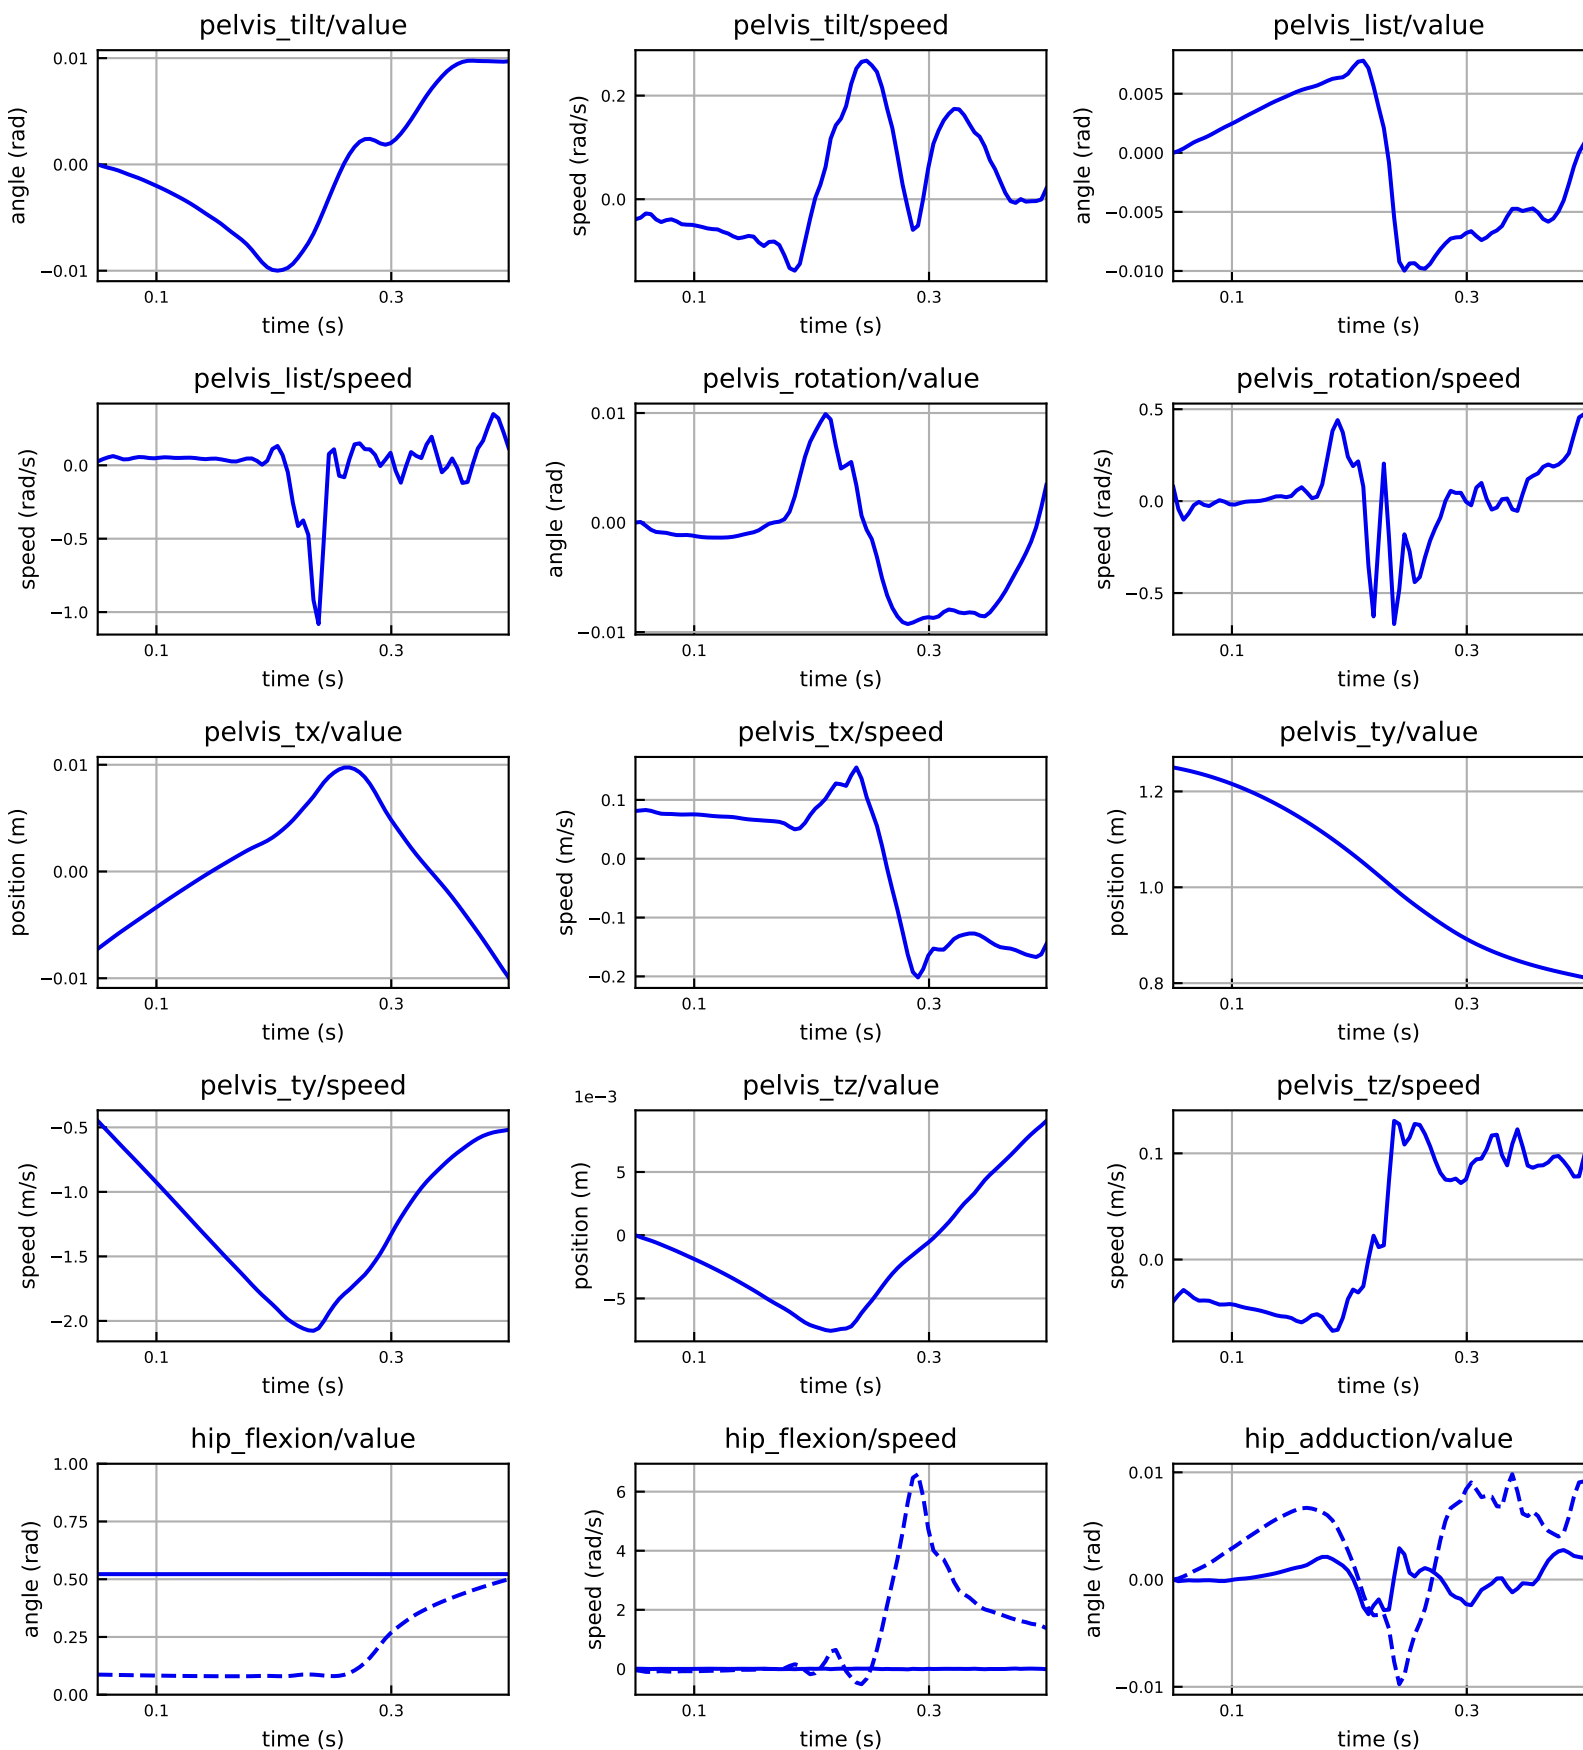 pelvis_tilt/value
0.01
0.00
−0.01
angle (rad)
0.1
0.3
time (s)
pelvis_tilt/speed
0.2
0.0
speed (rad/s)
0.1
0.3
time (s)
pelvis_list/value
0.005
0.000
−0.005
−0.010
angle (rad)
0.1
0.3
time (s)
pelvis_list/speed
0.0
−0.5
−1.0
speed (rad/s)
0.1
0.3
time (s)
pelvis_rotation/value
0.01
0.00
−0.01
angle (rad)
0.1
0.3
time (s)
pelvis_rotation/speed
0.5
0.0
−0.5
speed (rad/s)
0.1
0.3
time (s)
pelvis_tx/value
0.01
0.00
−0.01
position (m)
0.1
0.3
time (s)
pelvis_tx/speed
0.1
0.0
−0.1
−0.2
speed (m/s)
0.1
0.3
time (s)
pelvis_ty/value
1.2
1.0
0.8
position (m)
0.1
0.3
time (s)
pelvis_ty/speed
−0.5
−1.0
−1.5
−2.0
speed (m/s)
0.1
0.3
time (s)
pelvis_tz/value
1e−3
5
0
−5
position (m)
0.1
0.3
time (s)
pelvis_tz/speed
0.1
0.0
speed (m/s)
0.1
0.3
time (s)
hip_flexion/value
1.00
0.75
0.50
0.25
0.00
angle (rad)
0.1
0.3
time (s)
hip_flexion/speed
6
4
2
0
speed (rad/s)
0.1
0.3
time (s)
hip_adduction/value
0.01
0.00
−0.01
angle (rad)
0.1
0.3
time (s)